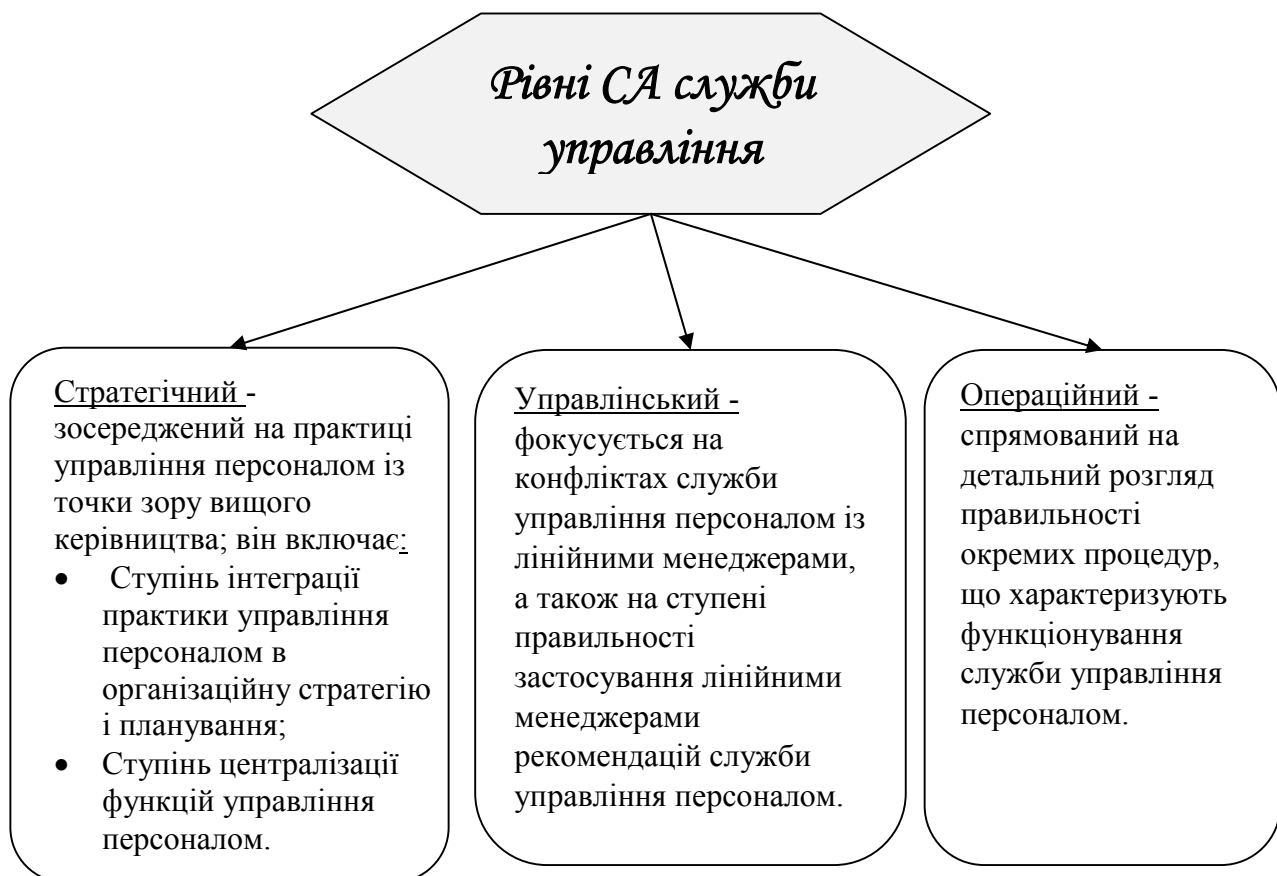 Рівні СА служби
управління
Стратегічний -
зосереджений на практиці
управління персоналом із
точки зору вищого
керівництва; він включає:
• Ступінь інтеграції
практики управління
персоналом в
організаційну стратегію
і планування;
• Ступінь централізації
функцій управління
персоналом.
Управлінський -
фокусується на
конфліктах служби
управління персоналом із
лінійними менеджерами,
а також на ступені
правильності
застосування лінійними
менеджерами
рекомендацій служби
управління персоналом.
Операційний -
спрямований на
детальний розгляд
правильності
окремих процедур,
що характеризують
функціонування
служби управління
персоналом.